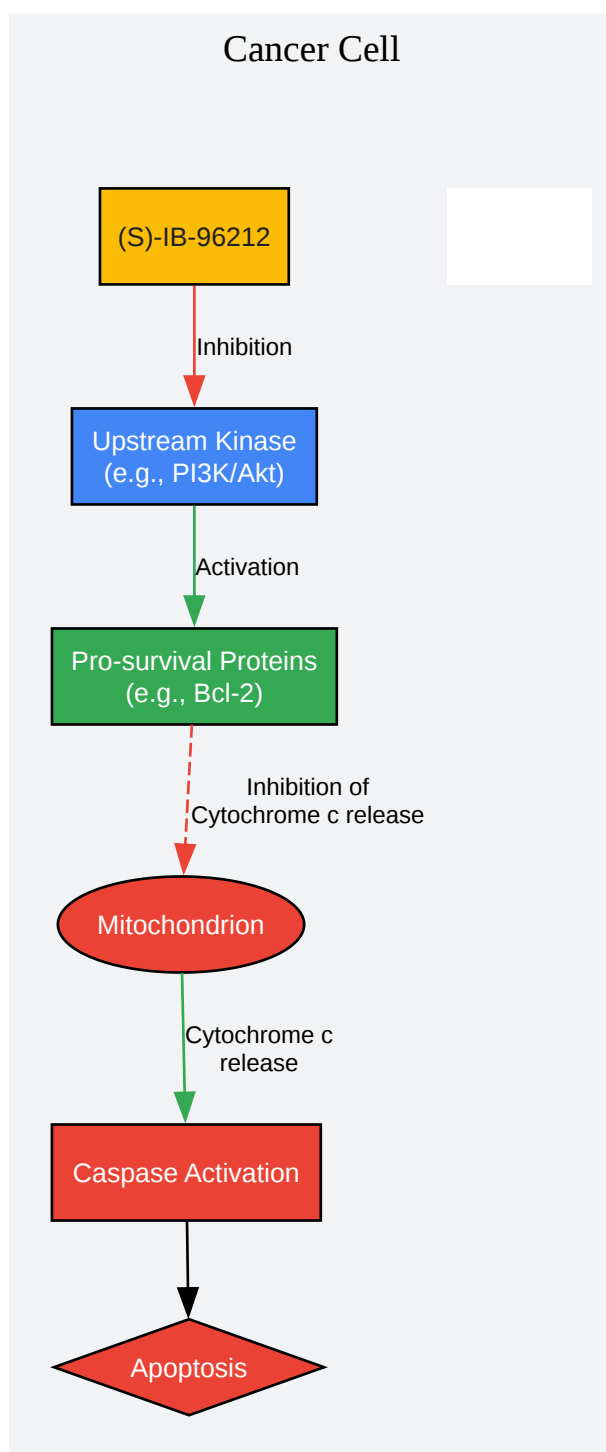 Cancer Cell
(S)-IB-96212
Inhibition
Upstream Kinase
(e.g., PI3K/Akt)
Activation
Pro-survival Proteins
(e.g., Bcl-2)
Inhibition of
Cytochrome c release
Mitochondrion
Cytochrome c
release
Caspase Activation
Apoptosis